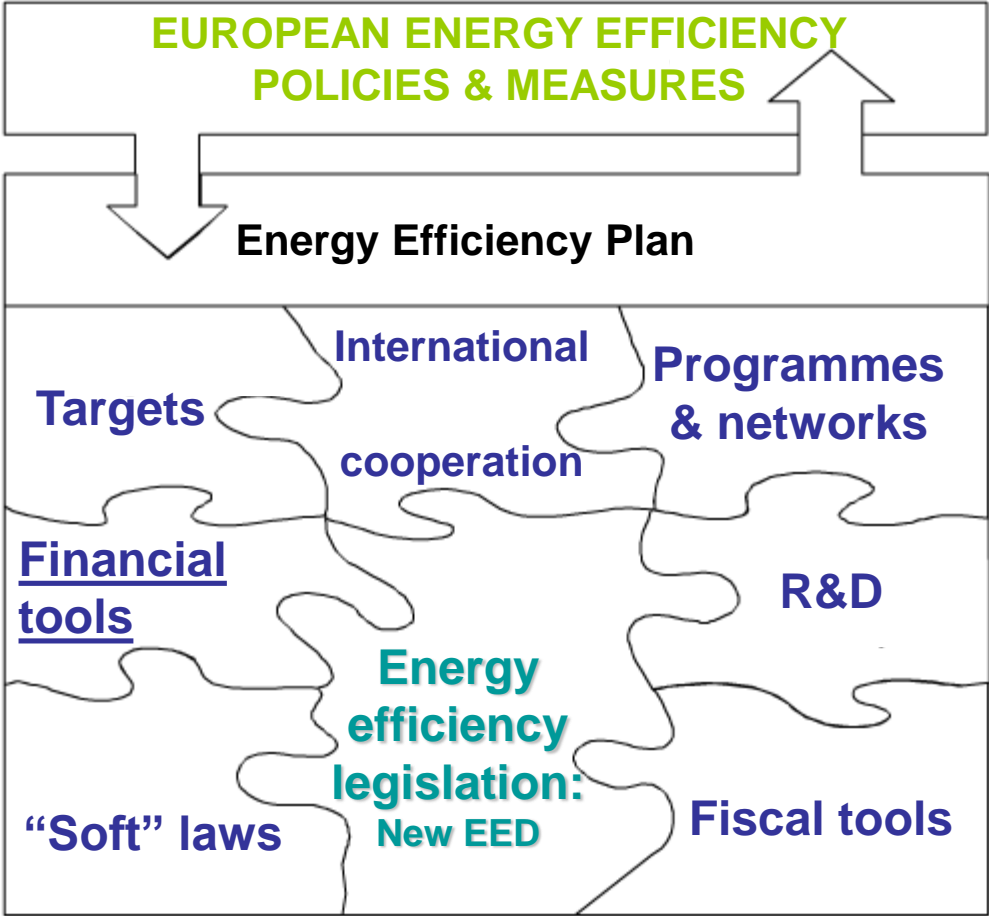 EUROPEAN ENERGY EFFICIENCY
POLICIES & MEASURES
Energy Efficiency Plan
Targets
International
cooperation
Programmes
& networks
Financial
tools
Energy
efficiency
legislation:
New EED
R&D
“Soft” laws
Fiscal tools